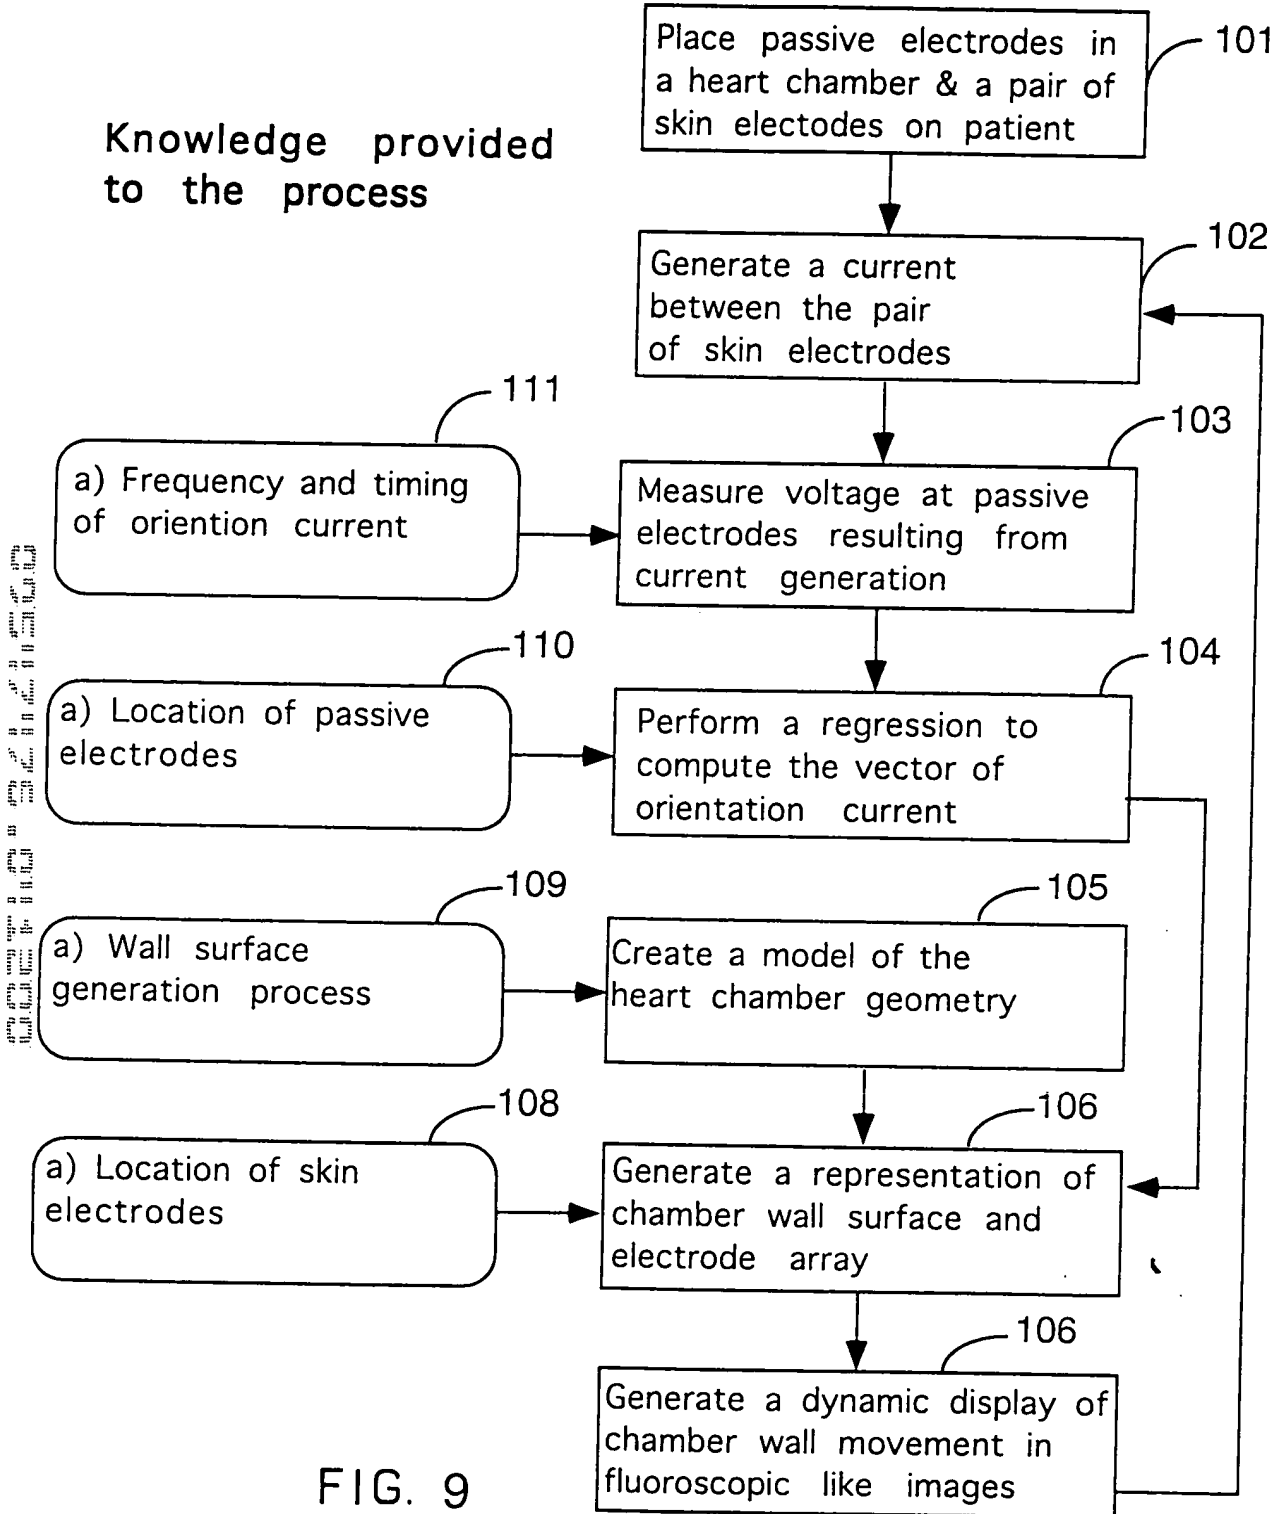 Place passive electrodes in
a heart chamber & a pair of
skin electodes on patient
101
Knowledge provided
to the process
Generate a current
between the pair
of skin electrodes
102
111
a) Frequency and timing
of oriention current
Measure voltage at passive
electrodes resulting from
current generation
103
110
a) Location of passive
electrodes
Perform a regression to
compute the vector of
orientation current
104
109
a) Wall surface
generation process
Create a model of the
heart chamber geometry
105
108
a) Location of skin
electrodes
Generate a representation of
chamber wall surface and
electrode array
106
Generate a dynamic display of
chamber wall movement in
fluoroscopic like images
106
FIG. 9